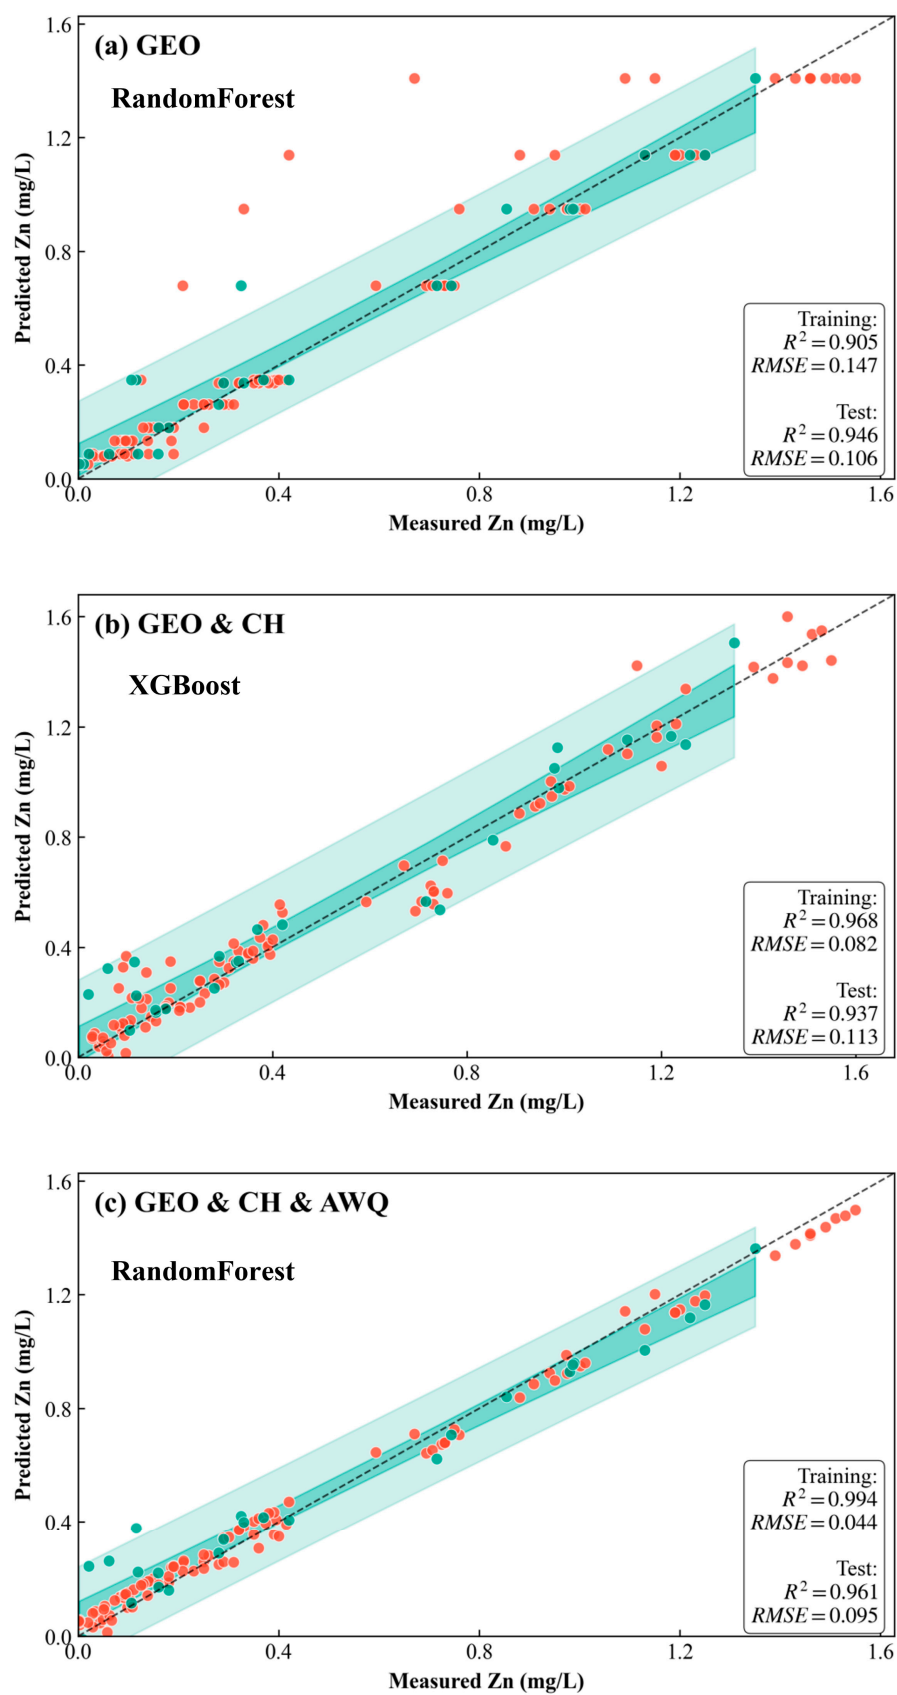 (a) GEO
RandomForest
Predicted Zn (mg/L)
1.6
1.2
0.8
0.4
0.0
Training:
R² = 0.905
RMSE = 0.147
Test:
R² = 0.946
RMSE = 0.106
0.0 0.4 0.8 1.2 1.6
Measured Zn (mg/L)
(b) GEO & CH
XGBoost
Predicted Zn (mg/L)
1.6
1.2
0.8
0.4
0.0
Training:
R² = 0.968
RMSE = 0.082
Test:
R² = 0.937
RMSE = 0.113
0.0 0.4 0.8 1.2 1.6
Measured Zn (mg/L)
(c) GEO & CH & AWQ
RandomForest
Predicted Zn (mg/L)
1.6
1.2
0.8
0.4
0.0
Training:
R² = 0.994
RMSE = 0.044
Test:
R² = 0.961
RMSE = 0.095
0.0 0.4 0.8 1.2 1.6
Measured Zn (mg/L)